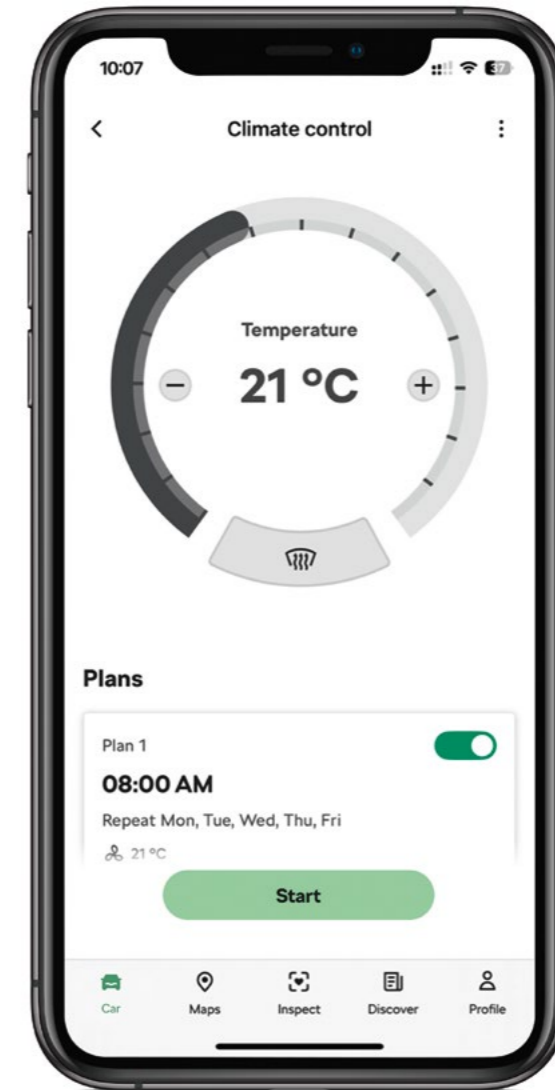 10:07
37
Climate control
Temperature
21 °C
Plans
Plan 1
08:00 AM
Repeat Mon, Tue, Wed, Thu, Fri
21 °C
Start
Car Maps Inspect Discover Profile